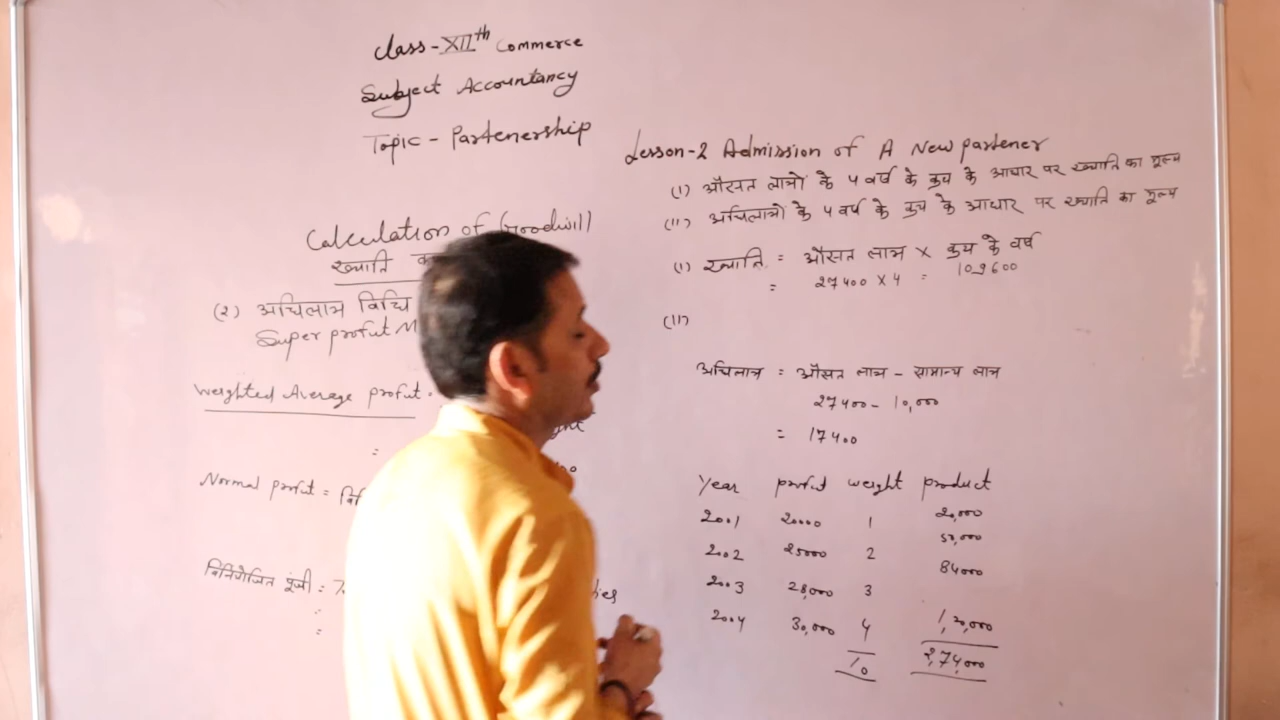 Class-XIIth Commerce
Subject Accountancy
Topic - Partenership
Calculation of Goodwill
ख्याति
(२) अधिलाभ विधि
Super profit M
Weighted Average profit
=
Normal profit =
विनियोजित पूंजी =
Lesson-2 Admission of A New partener
(I) औसत लाभों के 4 वर्ष के क्रय के आधार पर ख्याति का मूल्य
(II) अधिलाभों के 4 वर्ष के क्रय के आधार पर ख्याति का मूल्य
(I) ख्याति = औसत लाभ × क्रय के वर्ष
= 27400 × 4 = 109600
(II)
अधिलाभ = औसत लाभ - सामान्य लाभ
27400 - 10,000
= 17400
Year profit weight product
2001 20000 1 20,000
2002 25000 2 50,000
2003 28,000 3 84000
2004 30,000 4 1,20,000
10 2,74,000